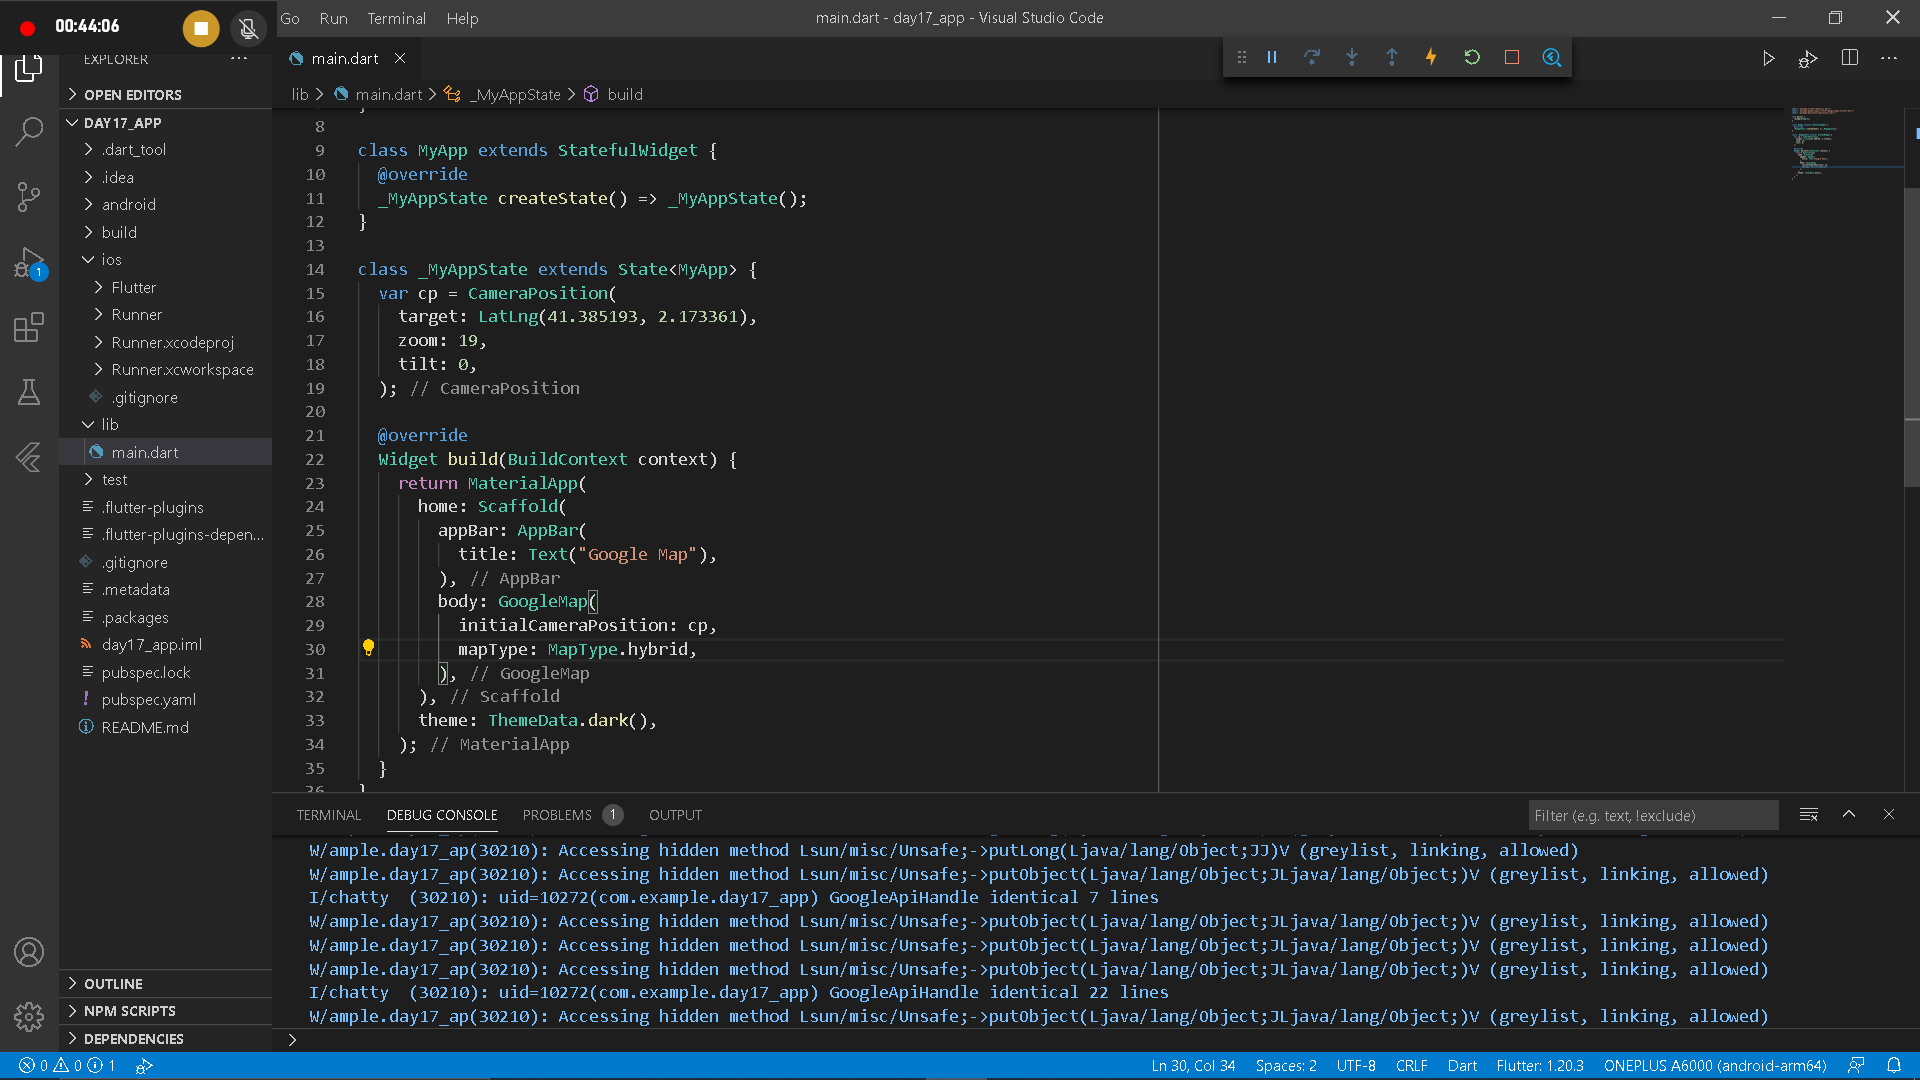 00:44:06
Go Run Terminal Help
main.dart - day17_app - Visual Studio Code
EXPLORER
OPEN EDITORS
DAY17_APP
.dart_tool
.idea
android
build
ios
Flutter
Runner
Runner.xcodeproj
Runner.xcworkspace
.gitignore
lib
main.dart
test
.flutter-plugins
.flutter-plugins-depen...
.gitignore
.metadata
.packages
day17_app.iml
pubspec.lock
pubspec.yaml
README.md
OUTLINE
NPM SCRIPTS
DEPENDENCIES
1
main.dart
lib > main.dart > _MyAppState > build
8
9 class MyApp extends StatefulWidget {
10 @override
11 _MyAppState createState() => _MyAppState();
12 }
13
14 class _MyAppState extends State<MyApp> {
15 var cp = CameraPosition(
16 target: LatLng(41.385193, 2.173361),
17 zoom: 19,
18 tilt: 0,
19 ); // CameraPosition
20
21 @override
22 Widget build(BuildContext context) {
23 return MaterialApp(
24 home: Scaffold(
25 appBar: AppBar(
26 title: Text("Google Map"),
27 ), // AppBar
28 body: GoogleMap(
29 initialCameraPosition: cp,
30 mapType: MapType.hybrid,
31 ), // GoogleMap
32 ), // Scaffold
33 theme: ThemeData.dark(),
34 ); // MaterialApp
35 }
36 }
TERMINAL DEBUG CONSOLE PROBLEMS 1 OUTPUT
Filter (e.g. text, !exclude)
W/ample.day17_ap(30210): Accessing hidden method Lsun/misc/Unsafe;->putLong(Ljava/lang/Object;JJ)V (greylist, linking, allowed)
W/ample.day17_ap(30210): Accessing hidden method Lsun/misc/Unsafe;->putObject(Ljava/lang/Object;JLjava/lang/Object;)V (greylist, linking, allowed)
I/chatty  (30210): uid=10272(com.example.day17_app) GoogleApiHandle identical 7 lines
W/ample.day17_ap(30210): Accessing hidden method Lsun/misc/Unsafe;->putObject(Ljava/lang/Object;JLjava/lang/Object;)V (greylist, linking, allowed)
W/ample.day17_ap(30210): Accessing hidden method Lsun/misc/Unsafe;->putObject(Ljava/lang/Object;JLjava/lang/Object;)V (greylist, linking, allowed)
W/ample.day17_ap(30210): Accessing hidden method Lsun/misc/Unsafe;->putObject(Ljava/lang/Object;JLjava/lang/Object;)V (greylist, linking, allowed)
I/chatty  (30210): uid=10272(com.example.day17_app) GoogleApiHandle identical 22 lines
W/ample.day17_ap(30210): Accessing hidden method Lsun/misc/Unsafe;->putObject(Ljava/lang/Object;JLjava/lang/Object;)V (greylist, linking, allowed)
0 0 1
Ln 30, Col 34 Spaces: 2 UTF-8 CRLF Dart Flutter: 1.20.3 ONEPLUS A6000 (android-arm64)